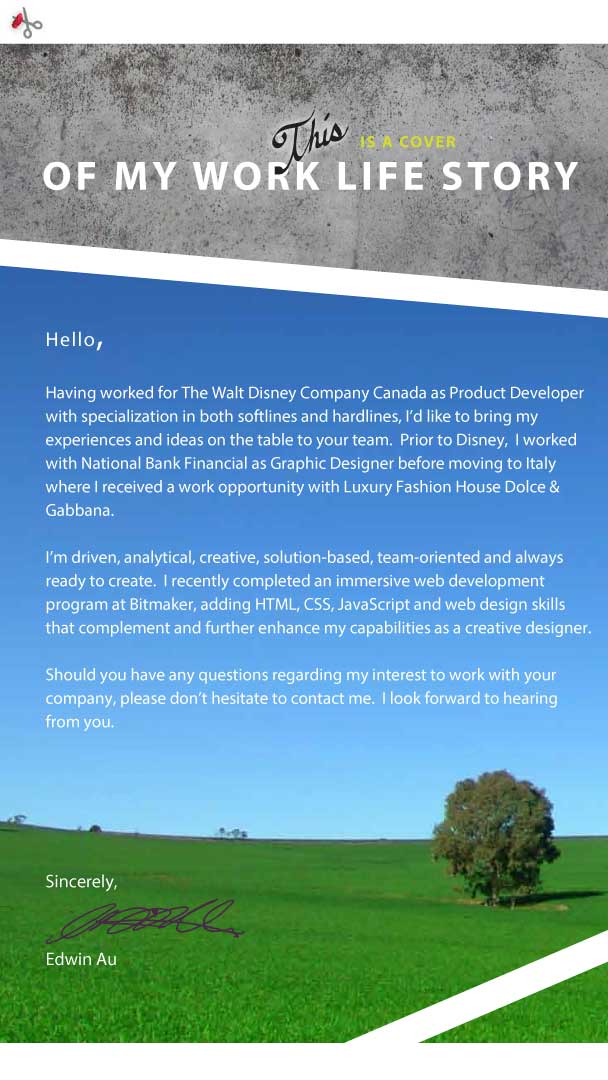 This IS A COVER
OF MY WORK LIFE STORY
Hello,
Having worked for The Walt Disney Company Canada as Product Developer
with specialization in both softlines and hardlines, I’d like to bring my
experiences and ideas on the table to your team.  Prior to Disney,  I worked
with National Bank Financial as Graphic Designer before moving to Italy
where I received a work opportunity with Luxury Fashion House Dolce &
Gabbana.
I’m driven, analytical, creative, solution-based, team-oriented and always
ready to create.  I recently completed an immersive web development
program at Bitmaker, adding HTML, CSS, JavaScript and web design skills
that complement and further enhance my capabilities as a creative designer.
Should you have any questions regarding my interest to work with your
company, please don’t hesitate to contact me.  I look forward to hearing
from you.
Sincerely,
Edwin Au